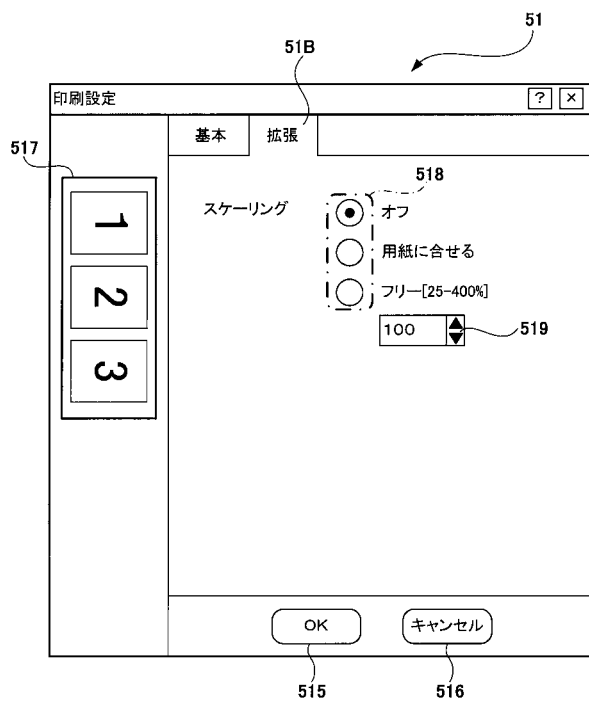 51
51B
印刷設定 ? ×
基本 拡張
517
518
スケーリング オフ
用紙に合せる
フリー[25-400%]
100 519
1
2
3
OK キャンセル
515 516